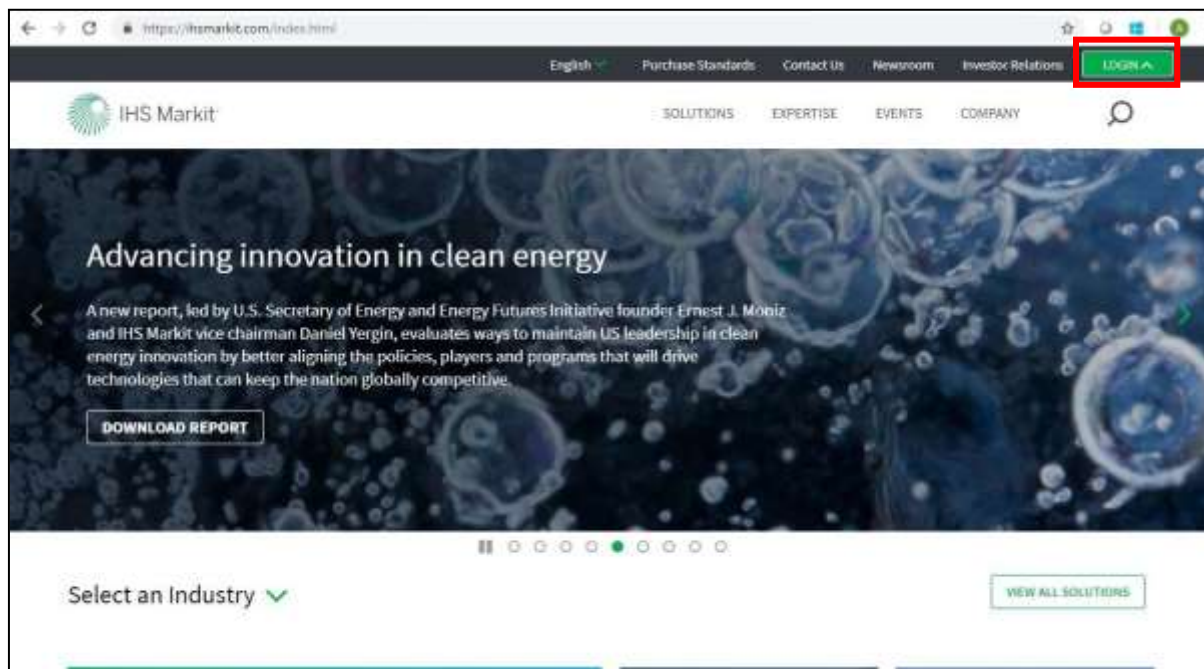 https://ihsmarkit.com/index.html
A
English Purchase Standards Contact Us Newsroom Investor Relations LOGIN
IHS Markit
SOLUTIONS EXPERTISE EVENTS COMPANY
Advancing innovation in clean energy
A new report, led by U.S. Secretary of Energy and Energy Futures Initiative founder Ernest J. Moniz
and IHS Markit vice chairman Daniel Yergin, evaluates ways to maintain US leadership in clean
energy innovation by better aligning the policies, players and programs that will drive
technologies that can keep the nation globally competitive.
DOWNLOAD REPORT
Select an Industry
VIEW ALL SOLUTIONS